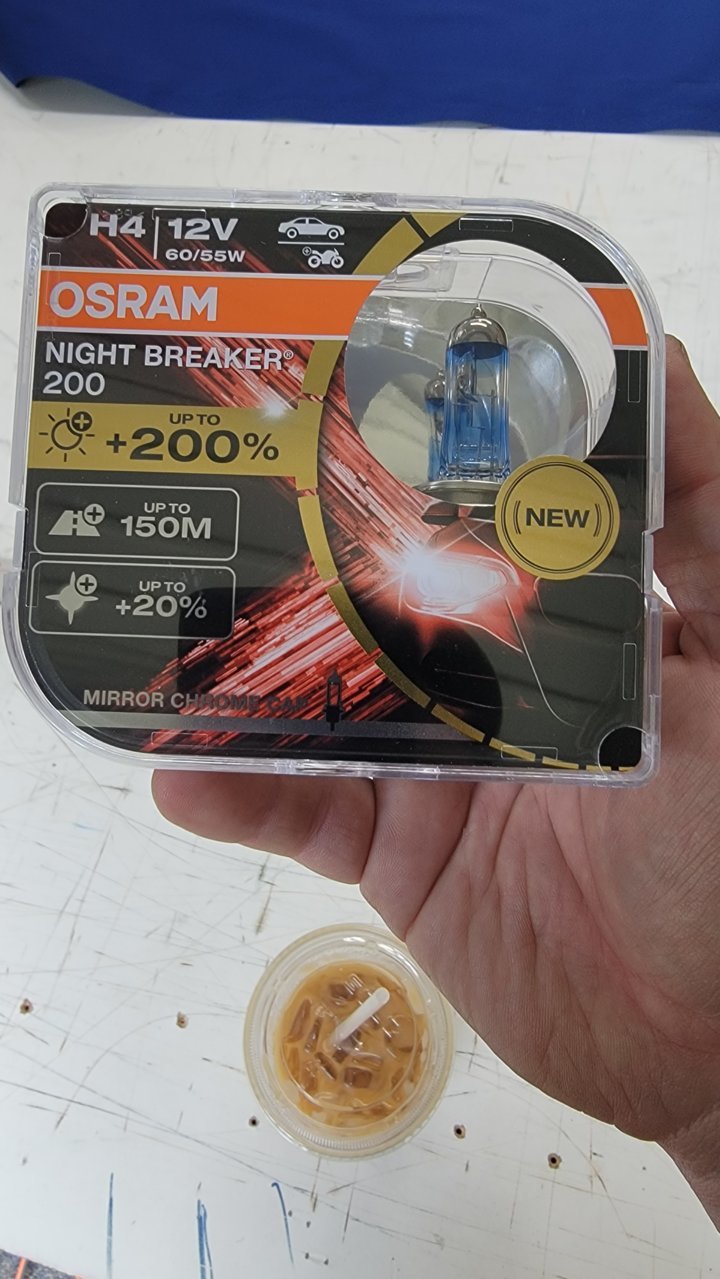 H4 | 12V
60/55W
OSRAM
NIGHT BREAKER®
200
UP TO
+200%
UP TO
150M
UP TO
+20%
NEW
MIRROR CHROME CAP